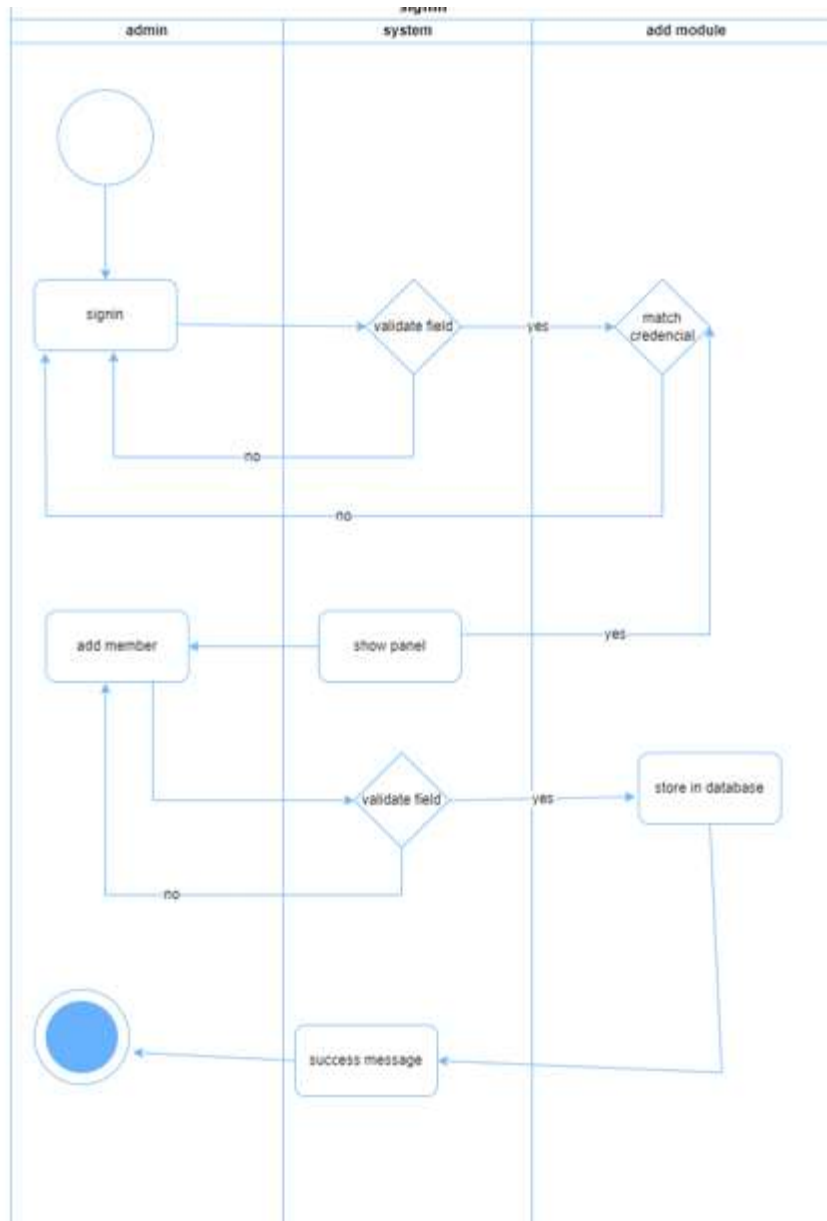 signin
admin
system
add module
signin
validate field
yes
match
credencial
no
no
add member
show panel
yes
validate field
yes
store in database
no
success message